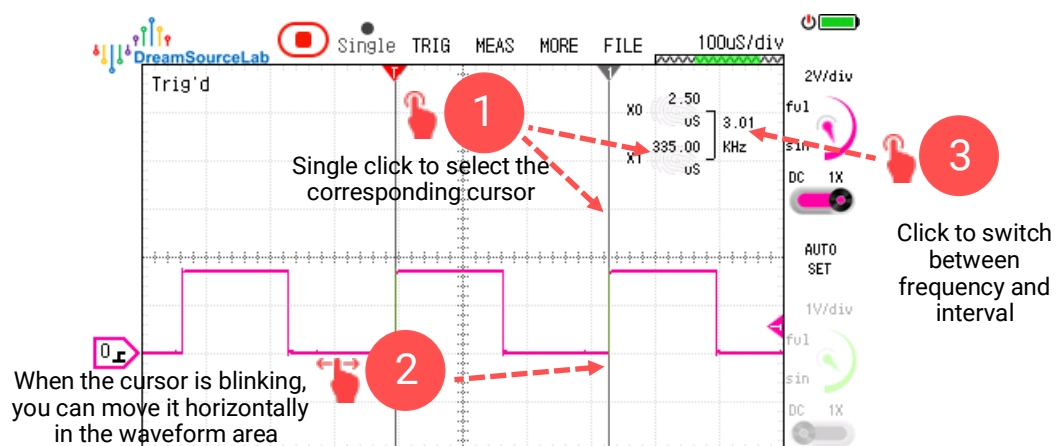 DreamSourceLab
Single TRIG MEAS MORE FILE 100uS/div
Trig'd
T
1
2V/div
ful
sin
DC 1X
AUTO
SET
1V/div
ful
sin
DC 1X
X0 2.50
uS
X1 335.00
uS
3.01
KHz
1
Single click to select the
corresponding cursor
3
Click to switch
between
frequency and
interval
0
T
2
When the cursor is blinking,
you can move it horizontally
in the waveform area